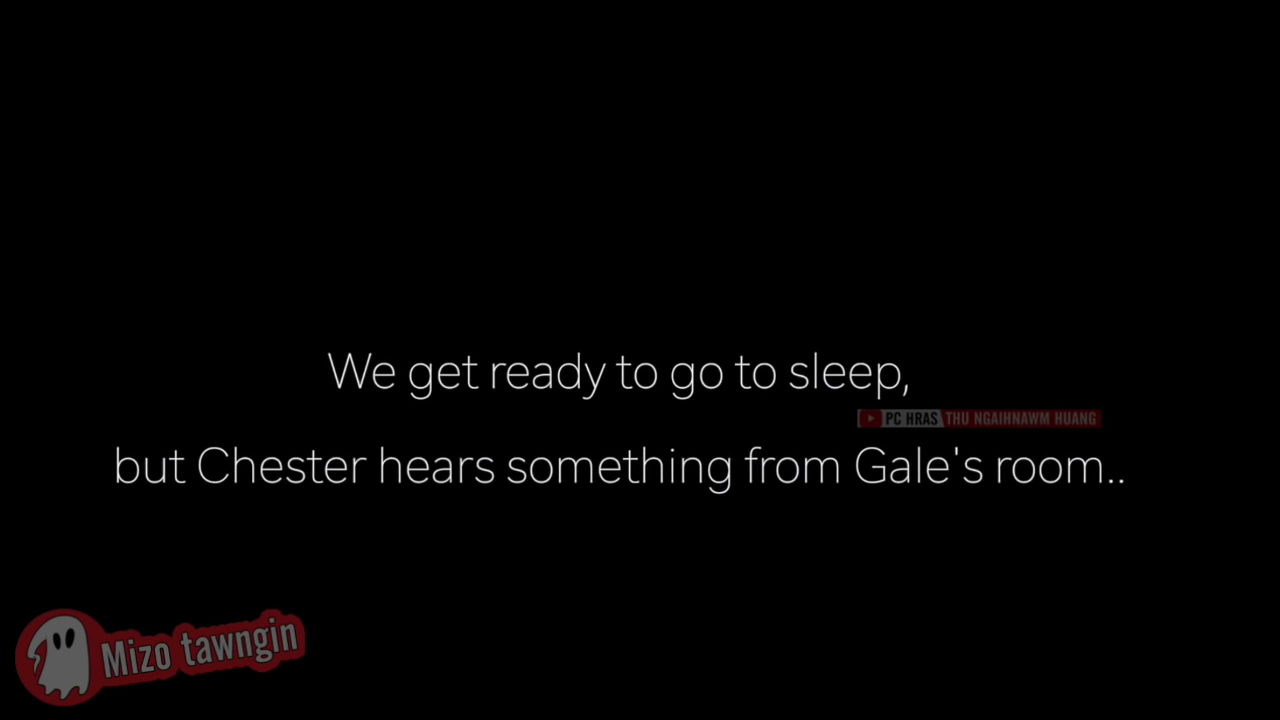 We get ready to go to sleep,
PC HRAS THU NGAIHNAWM HUANG
but Chester hears something from Gale's room..
Mizo tawngin